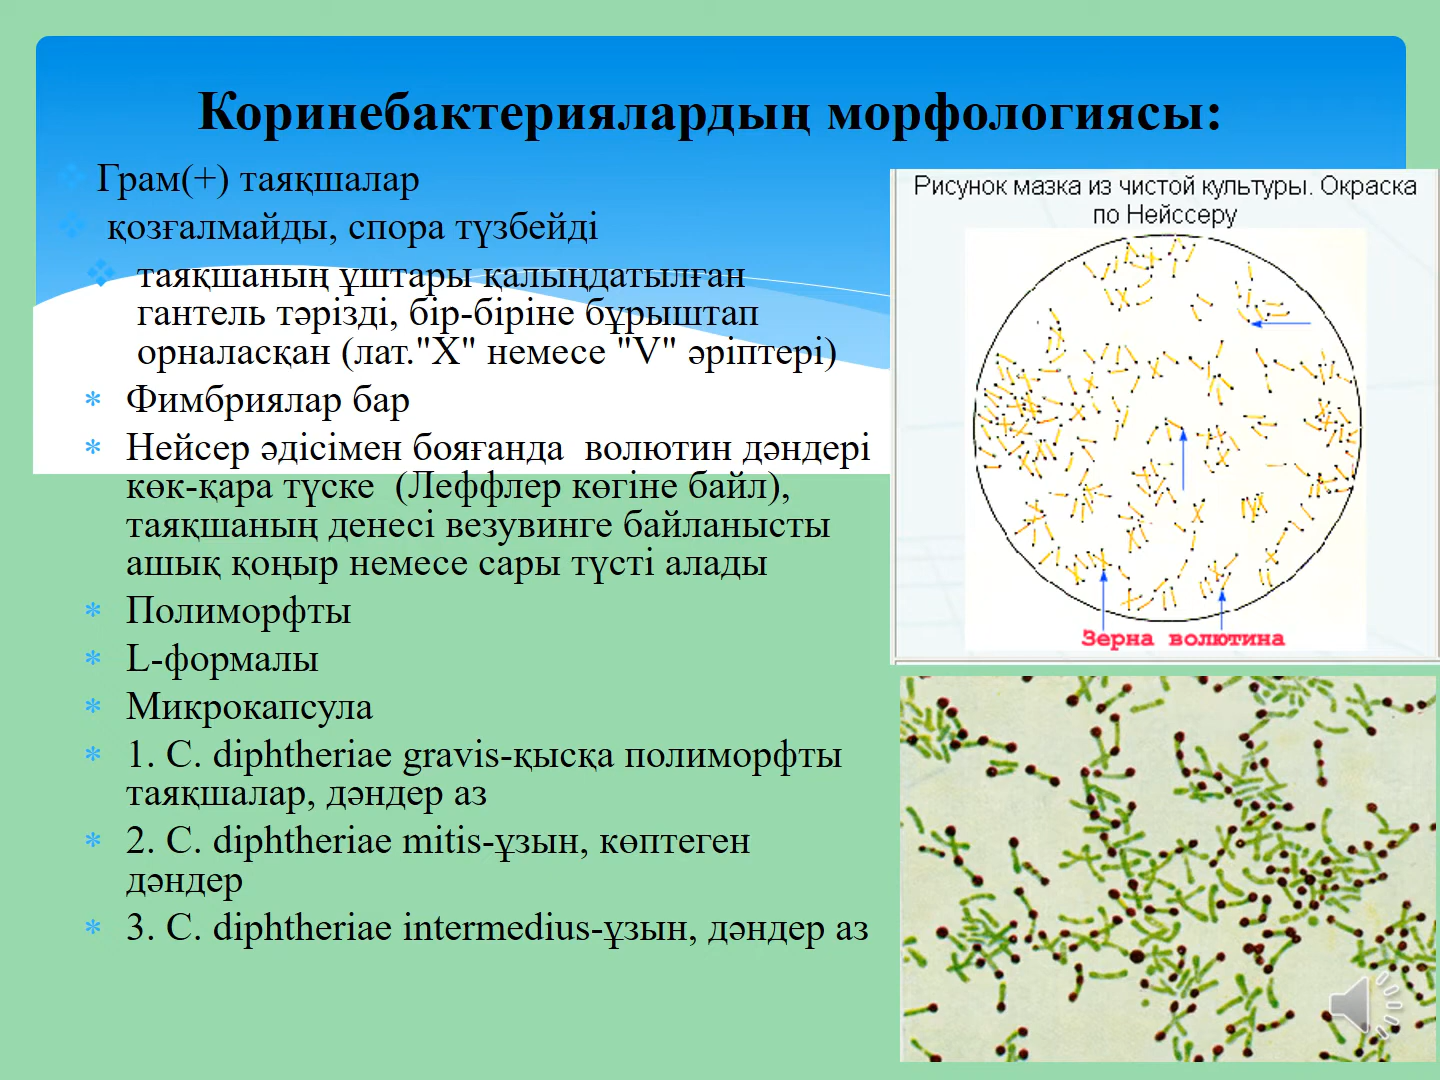 Коринебактериялардың морфологиясы:
Грам(+) таяқшалар
қозғалмайды, спора түзбейді
таяқшаның ұштары қалыңдатылған
гантель тәрізді, бір-біріне бұрыштап
орналасқан (лат."X" немесе "V" әріптері)
Фимбриялар бар
Нейсер әдісімен бояғанда волютин дәндері
көк-қара түске (Леффлер көгіне байл),
таяқшаның денесі везувинге байланысты
ашық қоңыр немесе сары түсті алады
Полиморфты
L-формалы
Микрокапсула
1. C. diphtheriae gravis-қысқа полиморфты
таяқшалар, дәндер аз
2. C. diphtheriae mitis-ұзын, көптеген
дәндер
3. C. diphtheriae intermedius-ұзын, дәндер аз
Рисунок мазка из чистой культуры. Окраска
по Нейссеру
Зерна волютина